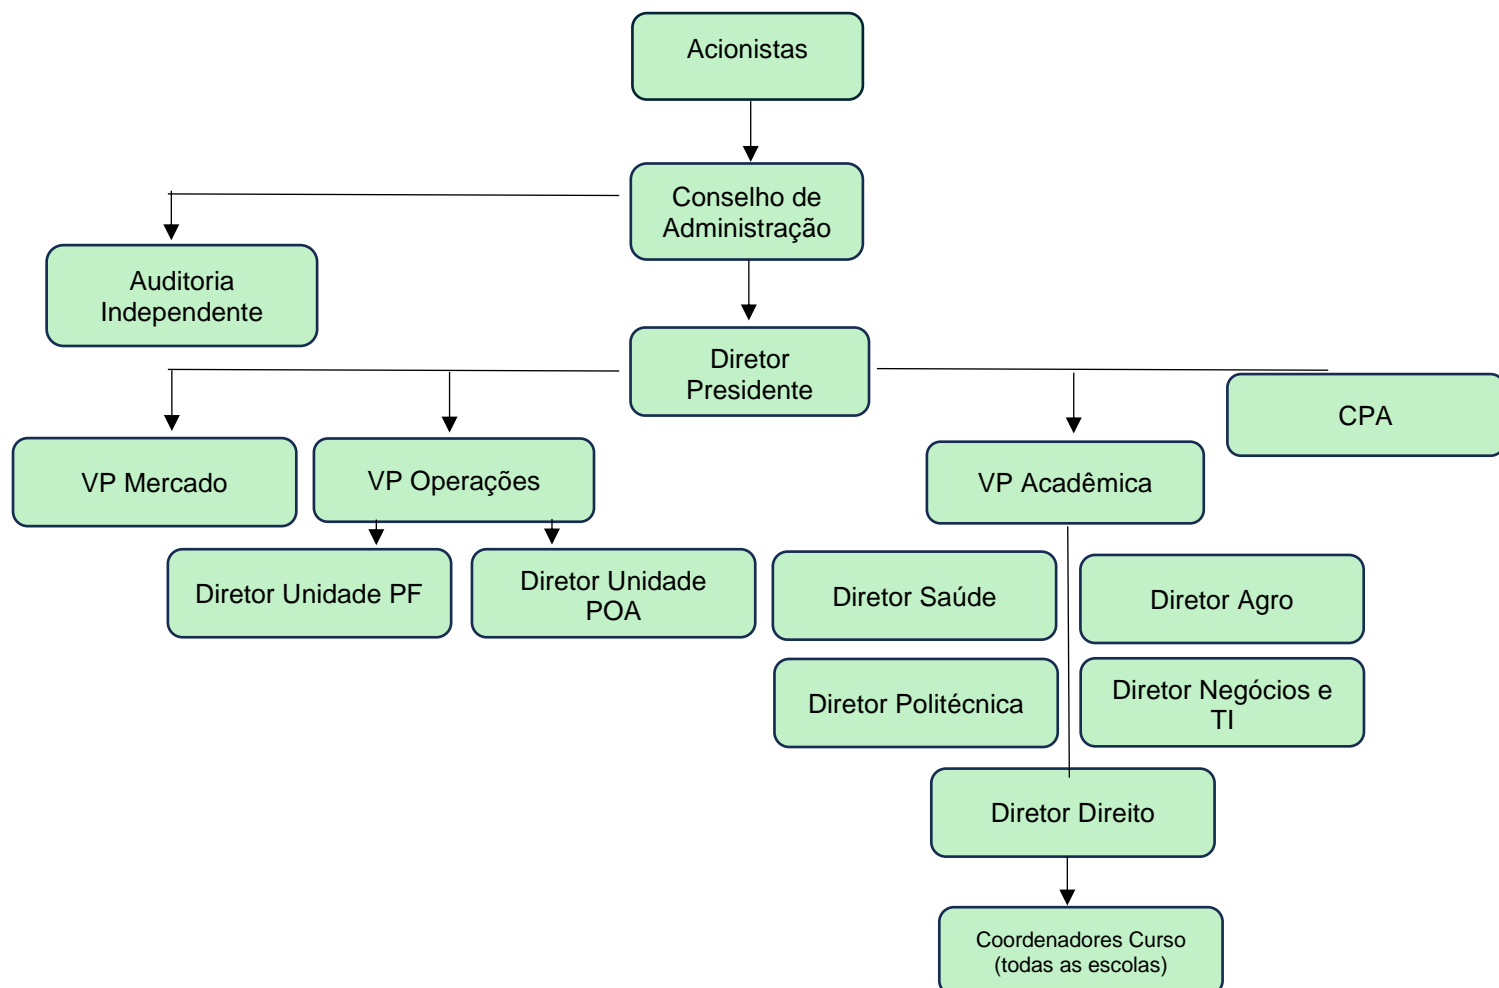 Acionistas
Conselho de
Administração
Auditoria
Independente
Diretor
Presidente
CPA
VP Mercado
VP Operações
VP Acadêmica
Diretor Unidade PF
Diretor Unidade
POA
Diretor Saúde
Diretor Agro
Diretor Politécnica
Diretor Negócios e
TI
Diretor Direito
Coordenadores Curso
(todas as escolas)